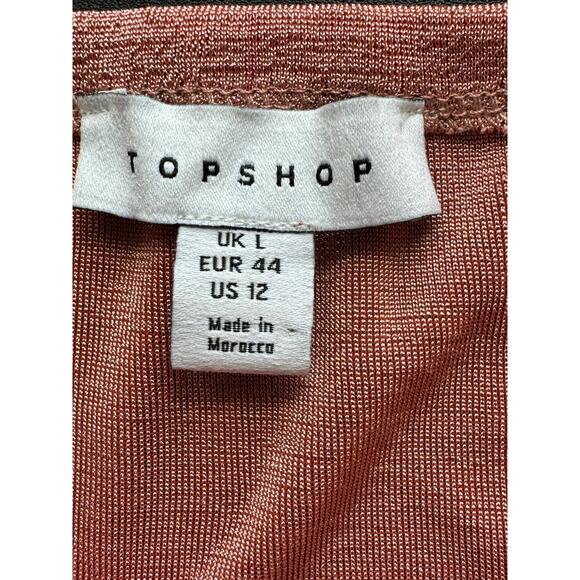 TOPSHOP
UK L
EUR 44
US 12
Made in
Morocco